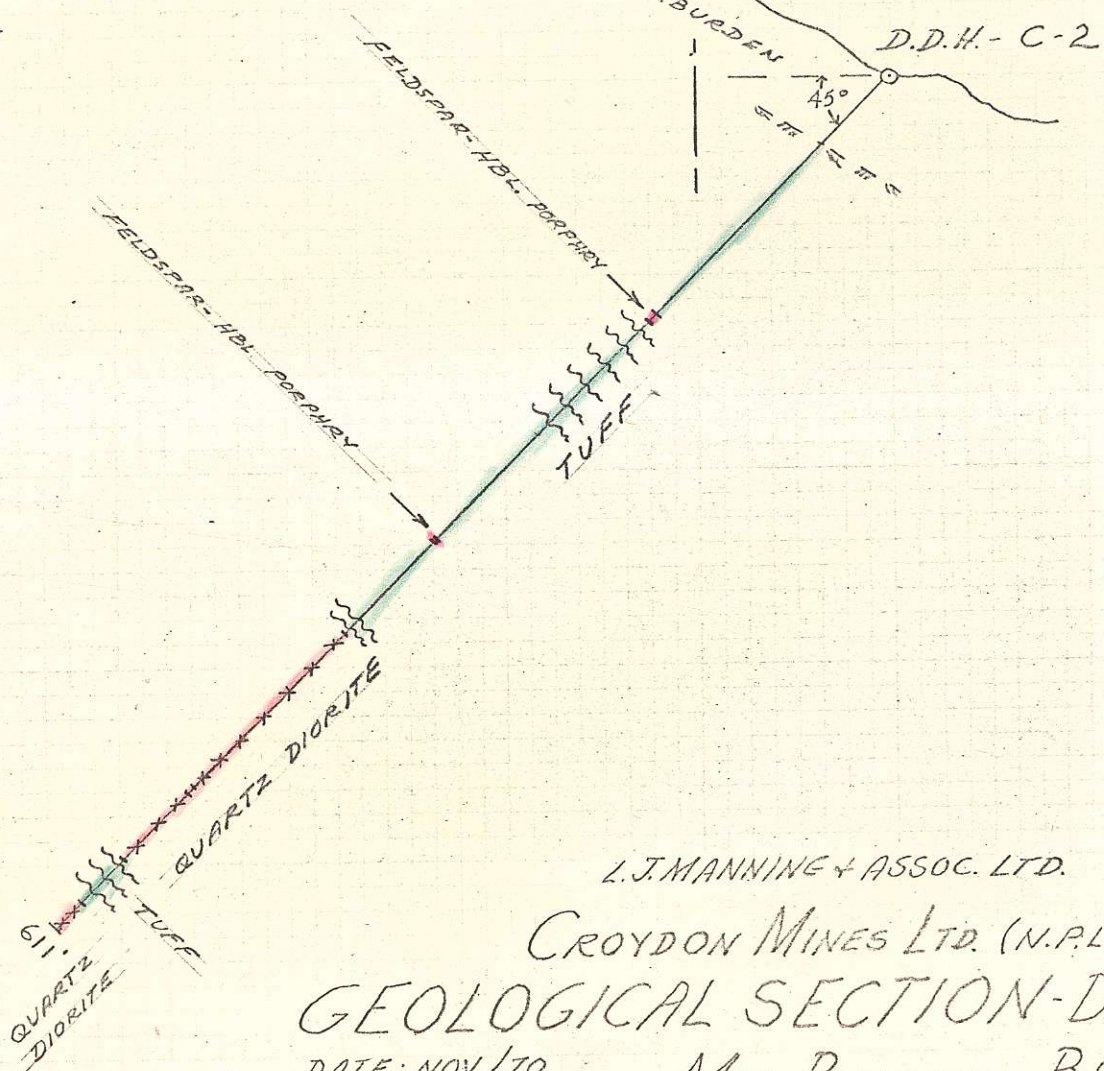 BURDEN
D.D.H. - C-2
45°
FELDSPAR - HBL. PORPHRY
FELDSPAR - HBL PORPHRY
TUFF
QUARTZ DIORITE
TUFF
611'
QUARTZ
DIORITE
L.J. MANNING & ASSOC. LTD.
CROYDON MINES LTD. (N.P.L
GEOLOGICAL SECTION - D
DATE: NOV/70